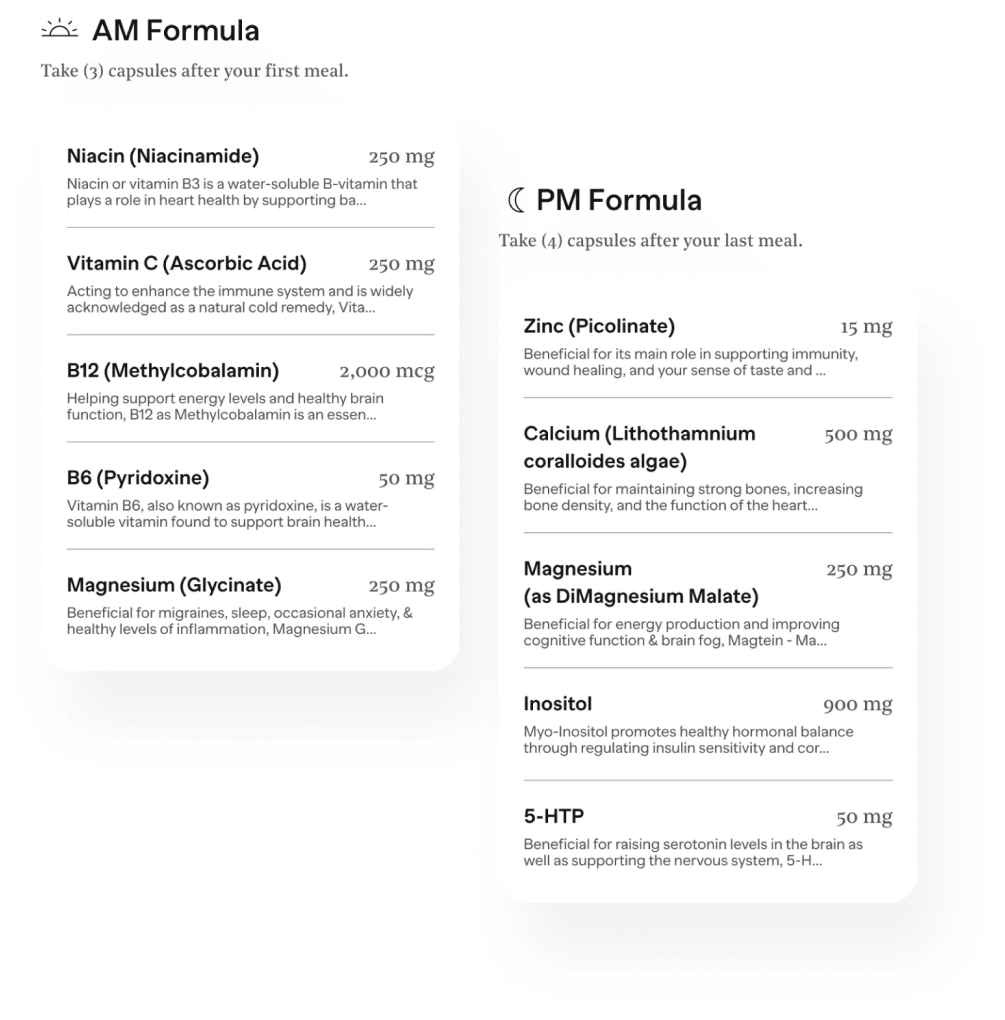 AM Formula
Take (3) capsules after your first meal.
Niacin (Niacinamide) 250 mg
Niacin or vitamin B3 is a water-soluble B-vitamin that
plays a role in heart health by supporting ba...
Vitamin C (Ascorbic Acid) 250 mg
Acting to enhance the immune system and is widely
acknowledged as a natural cold remedy, Vita...
B12 (Methylcobalamin) 2,000 mcg
Helping support energy levels and healthy brain
function, B12 as Methylcobalamin is an essen...
B6 (Pyridoxine) 50 mg
Vitamin B6, also known as pyridoxine, is a water-
soluble vitamin found to support brain health...
Magnesium (Glycinate) 250 mg
Beneficial for migraines, sleep, occasional anxiety, &
healthy levels of inflammation, Magnesium G...
PM Formula
Take (4) capsules after your last meal.
Zinc (Picolinate) 15 mg
Beneficial for its main role in supporting immunity,
wound healing, and your sense of taste and ...
Calcium (Lithothamnium 500 mg
coralloides algae)
Beneficial for maintaining strong bones, increasing
bone density, and the function of the heart...
Magnesium 250 mg
(as DiMagnesium Malate)
Beneficial for energy production and improving
cognitive function & brain fog, Magtein - Ma...
Inositol 900 mg
Myo-Inositol promotes healthy hormonal balance
through regulating insulin sensitivity and cor...
5-HTP 50 mg
Beneficial for raising serotonin levels in the brain as
well as supporting the nervous system, 5-H...